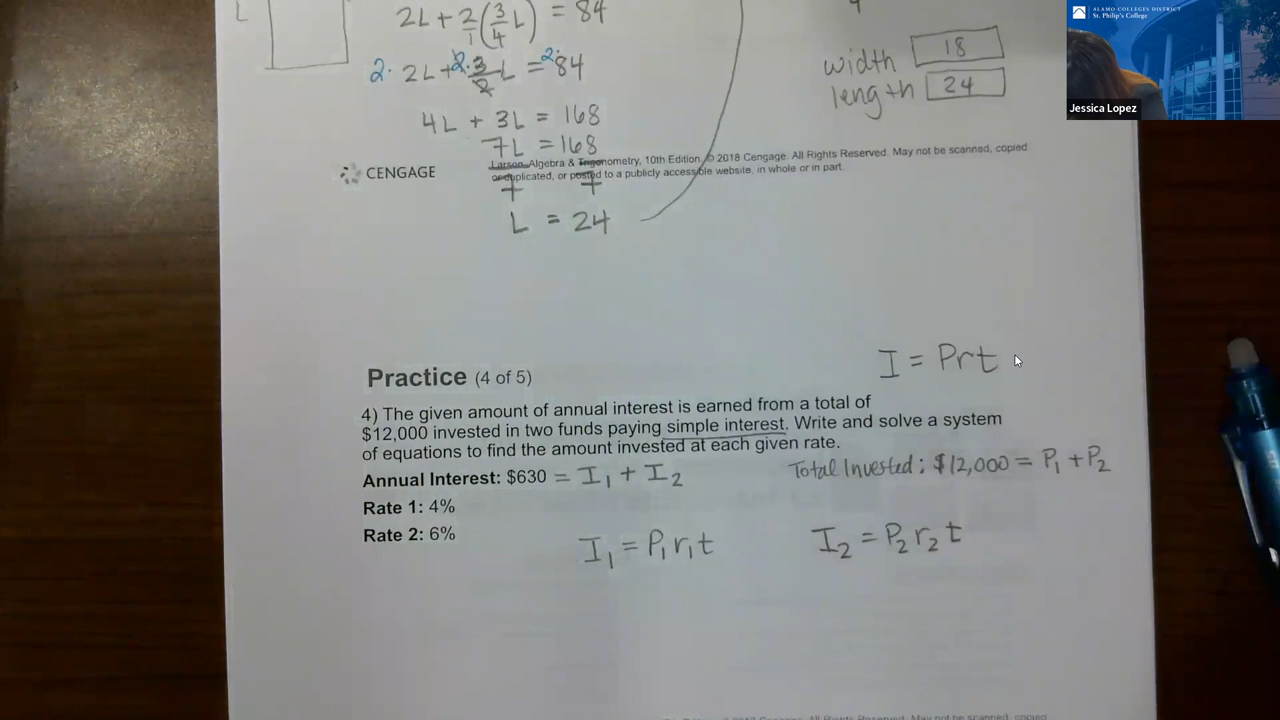 L
2L + 2/1 (3/4 L) = 84
2· 2L + 2· 3/2 L = 2· 84
4L + 3L = 168
7L = 168
7 7
L = 24
width 18
length 24
CENGAGE
Larson, Algebra & Trigonometry, 10th Edition. © 2018 Cengage. All Rights Reserved. May not be scanned, copied
or duplicated, or posted to a publicly accessible website, in whole or in part.
I = Prt
Practice (4 of 5)
4) The given amount of annual interest is earned from a total of
$12,000 invested in two funds paying simple interest. Write and solve a system
of equations to find the amount invested at each given rate.
Annual Interest: $630 = I₁ + I₂
Total Invested: $12,000 = P₁ + P₂
Rate 1: 4%
Rate 2: 6%
I₁ = P₁r₁t
I₂ = P₂r₂t
ALAMO COLLEGES DISTRICT
St. Philip's College
Jessica Lopez